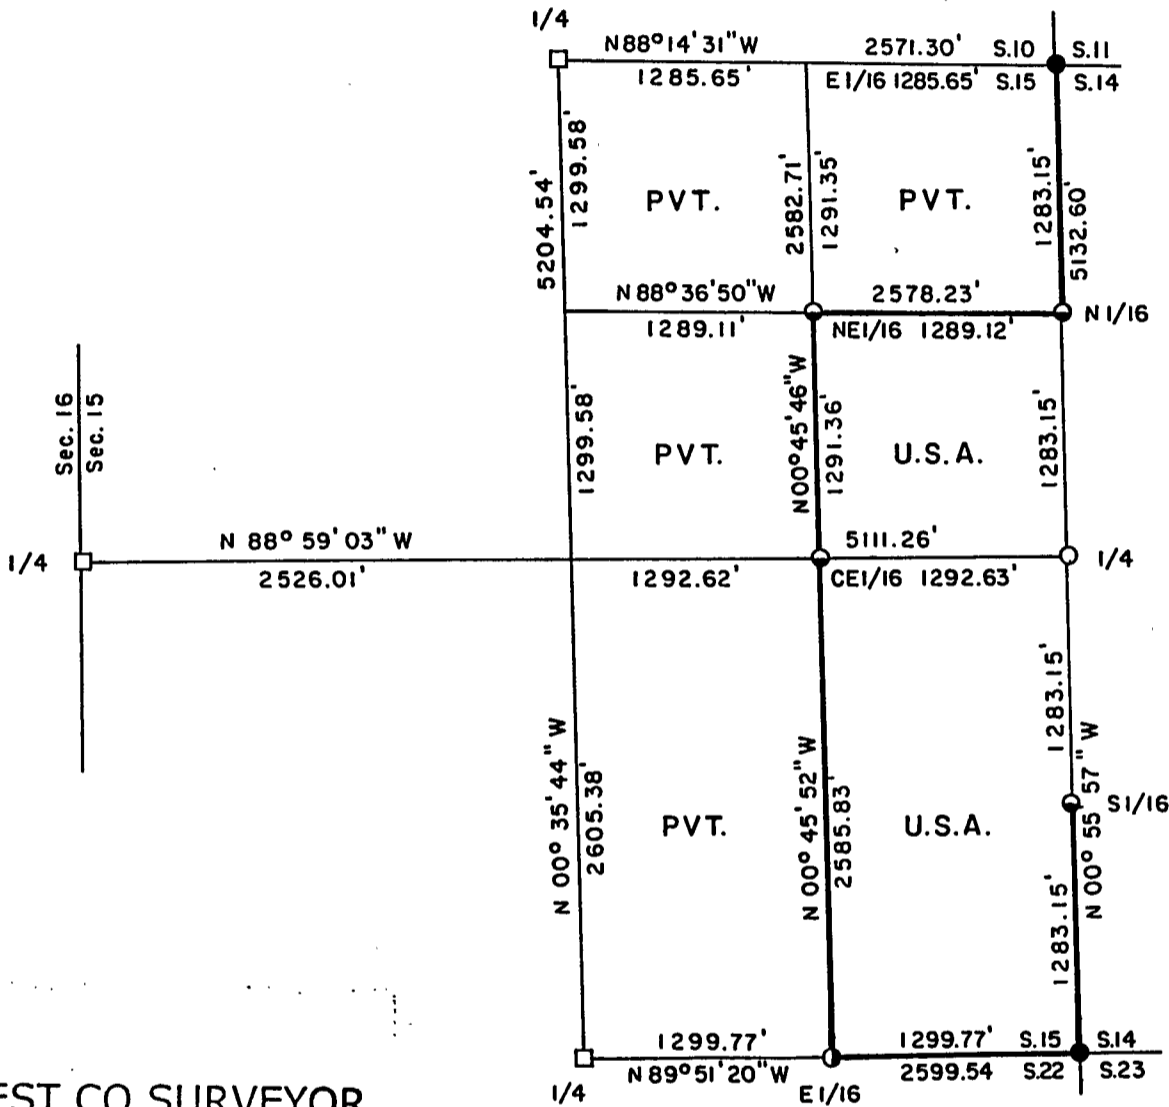 1/4
N88°14'31"W 2571.30' S.10 S.11
1285.65' E1/16 1285.65' S.15 S.14
5204.54'
1299.58'
PVT.
2582.71'
1291.35'
PVT.
1283.15'
5132.60'
N88°36'50"W 2578.23' N1/16
1289.11' NE1/16 1289.12'
Sec. 16
Sec. 15
1299.58'
PVT.
N00°45'46"W
1291.36'
U.S.A.
1283.15'
1/4 N 88° 59' 03" W 5111.26' 1/4
2526.01' 1292.62' CE1/16 1292.63'
N 00° 35' 44" W
2605.38'
PVT.
N 00° 45' 52" W
2585.83'
U.S.A.
1283.15'
S1/16
N 00° 55' 57" W
1283.15'
1299.77' 1299.77' S.15 S.14
N89°51'20"W 2599.54 S.22 S.23
1/4 E1/16
EST CO SURVEYOR